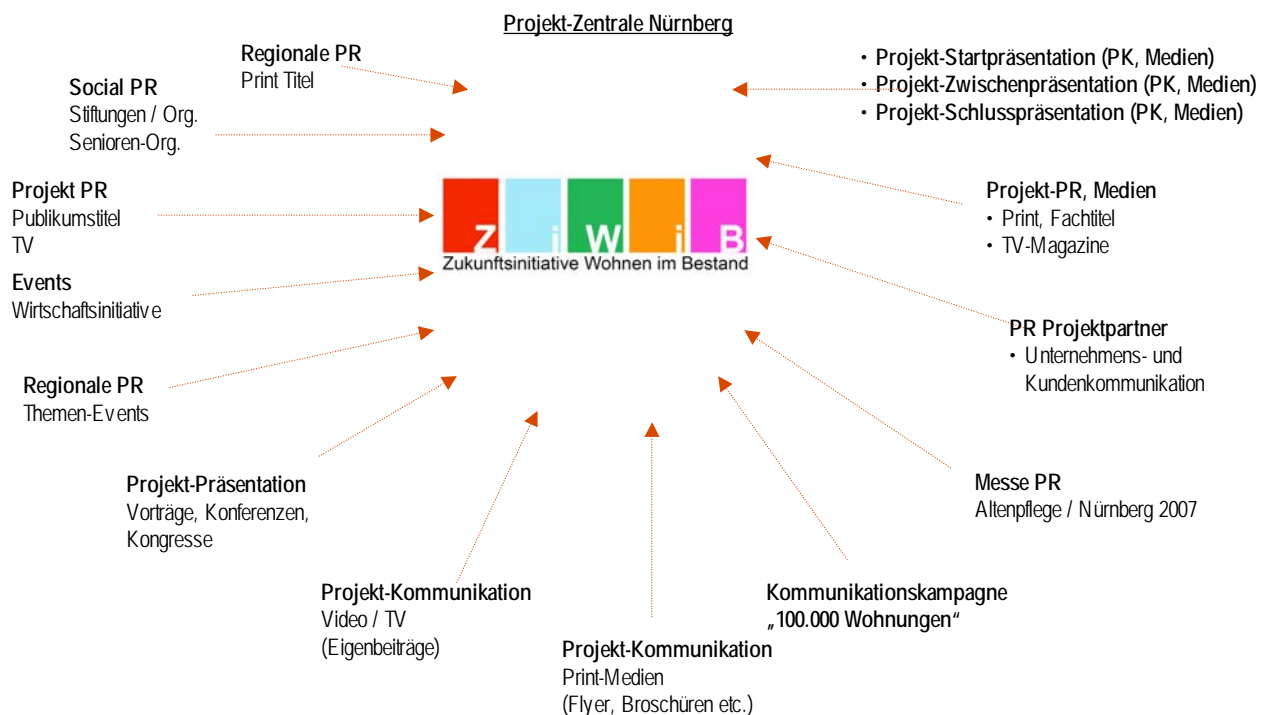 Projekt-Zentrale Nürnberg
Regionale PR
Print Titel
Social PR
Stiftungen / Org.
Senioren-Org.
Projekt PR
Publikumstitel
TV
Events
Wirtschaftsinitiative
Regionale PR
Themen-Events
Projekt-Präsentation
Vorträge, Konferenzen,
Kongresse
Projekt-Kommunikation
Video / TV
(Eigenbeiträge)
Projekt-Kommunikation
Print-Medien
(Flyer, Broschüren etc.)
Kommunikationskampagne
„100.000 Wohnungen“
Messe PR
Altenpflege / Nürnberg 2007
PR Projektpartner
• Unternehmens- und
Kundenkommunikation
Projekt-PR, Medien
• Print, Fachtitel
• TV-Magazine
• Projekt-Startpräsentation (PK, Medien)
• Projekt-Zwischenpräsentation (PK, Medien)
• Projekt-Schlusspräsentation (PK, Medien)
Z i W i B
Zukunftsinitiative Wohnen im Bestand